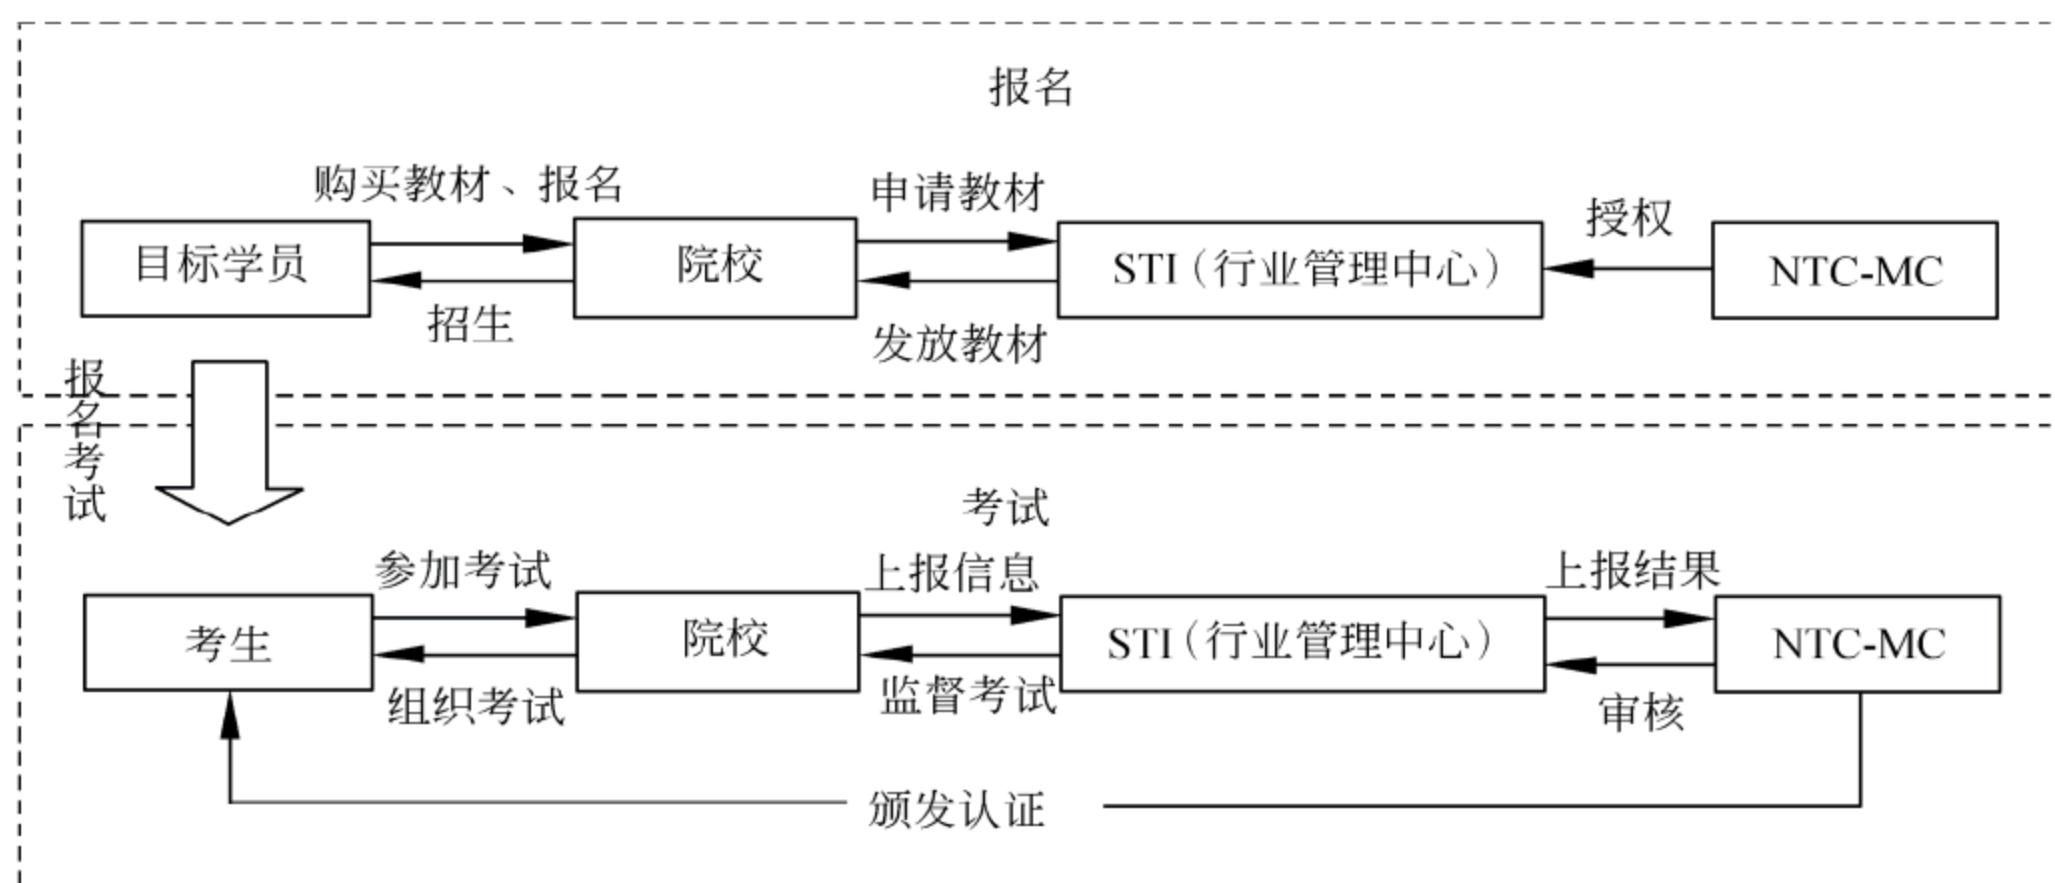 报名
购买教材、报名
申请教材
授权
目标学员
院校
STI（行业管理中心）
NTC-MC
招生
发放教材
报名考试
考试
参加考试
上报信息
上报结果
考生
院校
STI（行业管理中心）
NTC-MC
组织考试
监督考试
审核
颁发认证